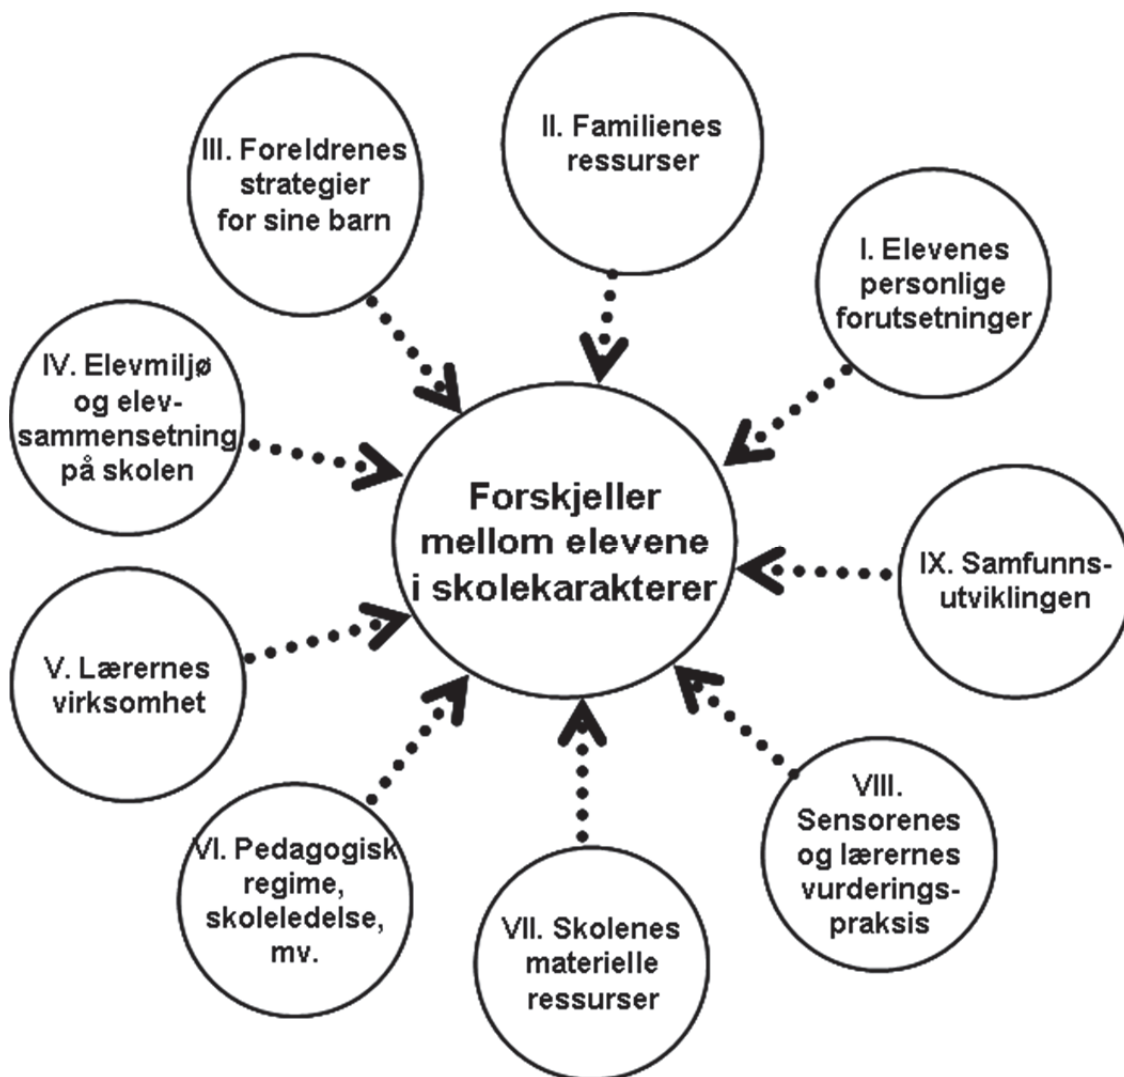 I. Elevenes
personlige
forutsetninger
II. Familienes
ressurser
III. Foreldrenes
strategier
for sine barn
IV. Elevmiljø
og elev-
sammensetning
på skolen
V. Lærernes
virksomhet
VI. Pedagogisk
regime,
skoleledelse,
mv.
VII. Skolenes
materielle
ressurser
VIII.
Sensorenes
og lærernes
vurderings-
praksis
IX. Samfunns-
utviklingen
Forskjeller
mellom elevene
i skolekarakterer